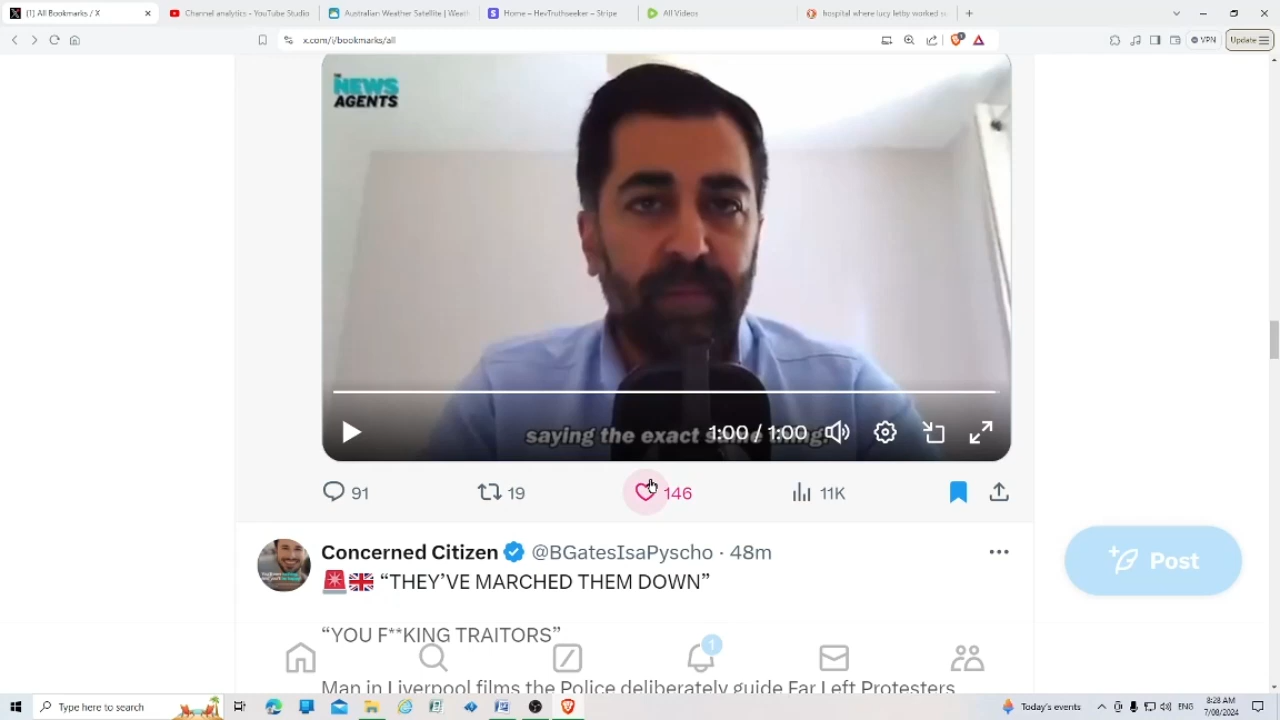 [1] All Bookmarks / X
Channel analytics - YouTube Studio
Australian Weather Satellite | Weath
Home – HevTruthseeker – Stripe
All Videos
hospital where lucy letby worked s
x.com/i/bookmarks/all
VPN
Update
THE
NEWS
AGENTS
saying the exact same thing.
1:00 / 1:00
91
19
146
11K
Concerned Citizen @BGatesIsaPyscho · 48m
“THEY’VE MARCHED THEM DOWN”
Post
“YOU F**KING TRAITORS”
1
Man in Liverpool films the Police deliberately guide Far Left Protesters
Type here to search
Today's events
ENG
8:28 AM
7/08/2024